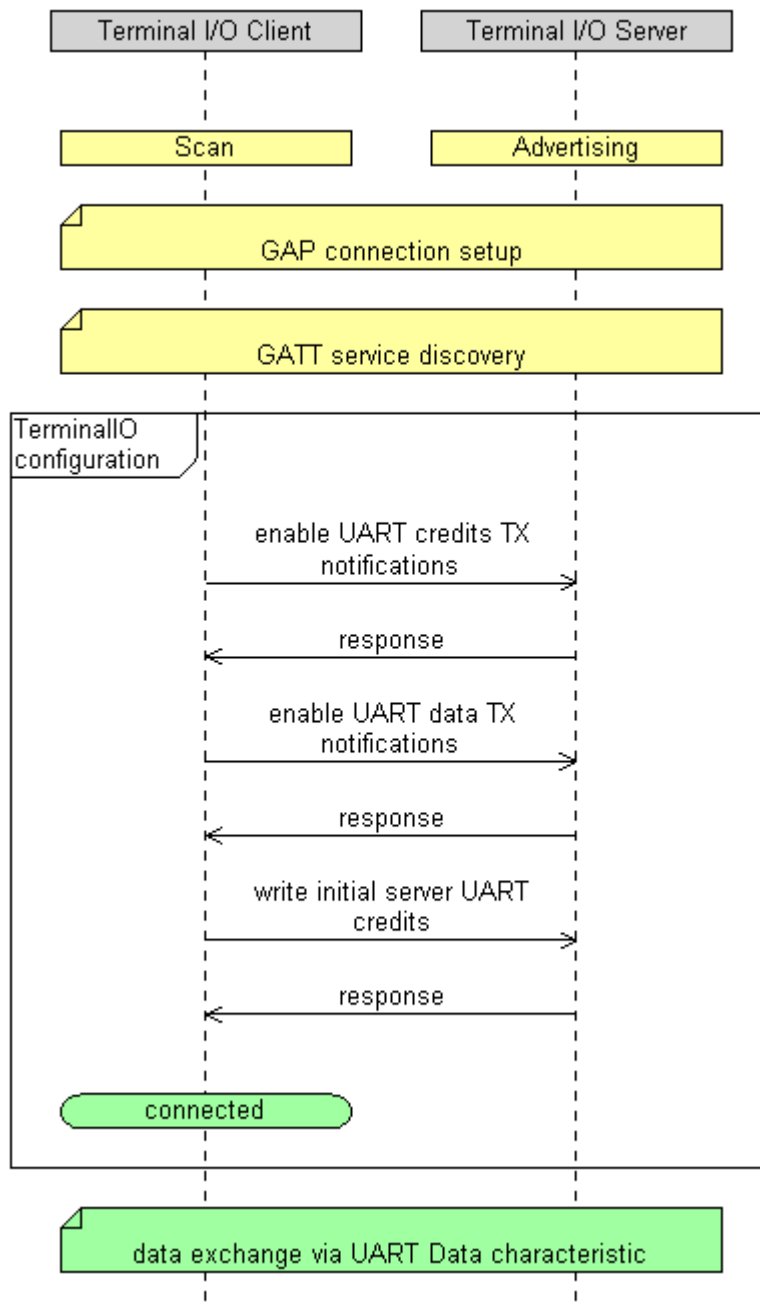 Terminal I/O Client
Terminal I/O Server
Scan
Advertising
GAP connection setup
GATT service discovery
TerminalIO
configuration
enable UART credits TX
notifications
response
enable UART data TX
notifications
response
write initial server UART
credits
response
connected
data exchange via UART Data characteristic